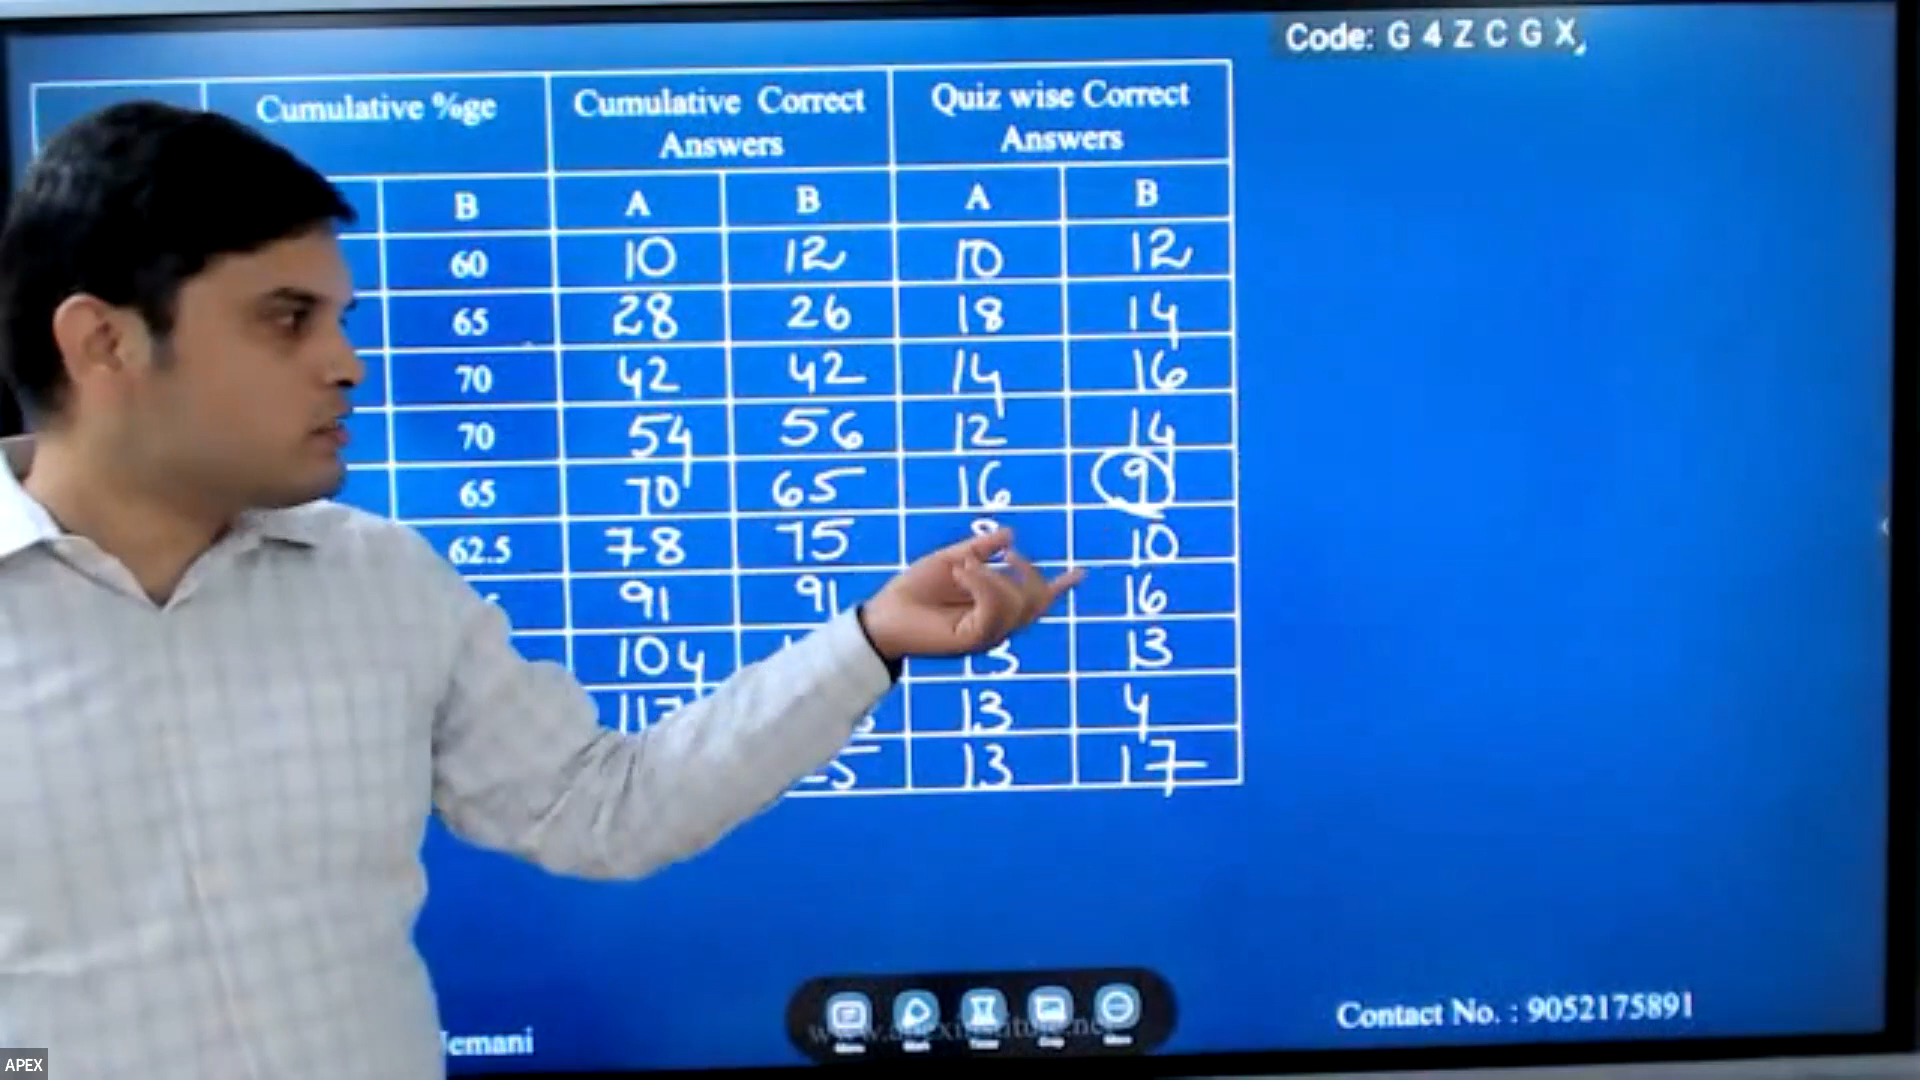 Code: G 4 Z C G X
Cumulative %ge Cumulative Correct Answers Quiz wise Correct Answers
B A B A B
60 10 12 10 12
65 28 26 18 14
70 42 42 14 16
70 54 56 12 14
65 70 65 16 9
62.5 78 75 10
91 91 16
104 13 13
13 4
13 17
Contact No. : 9052175891
APEX